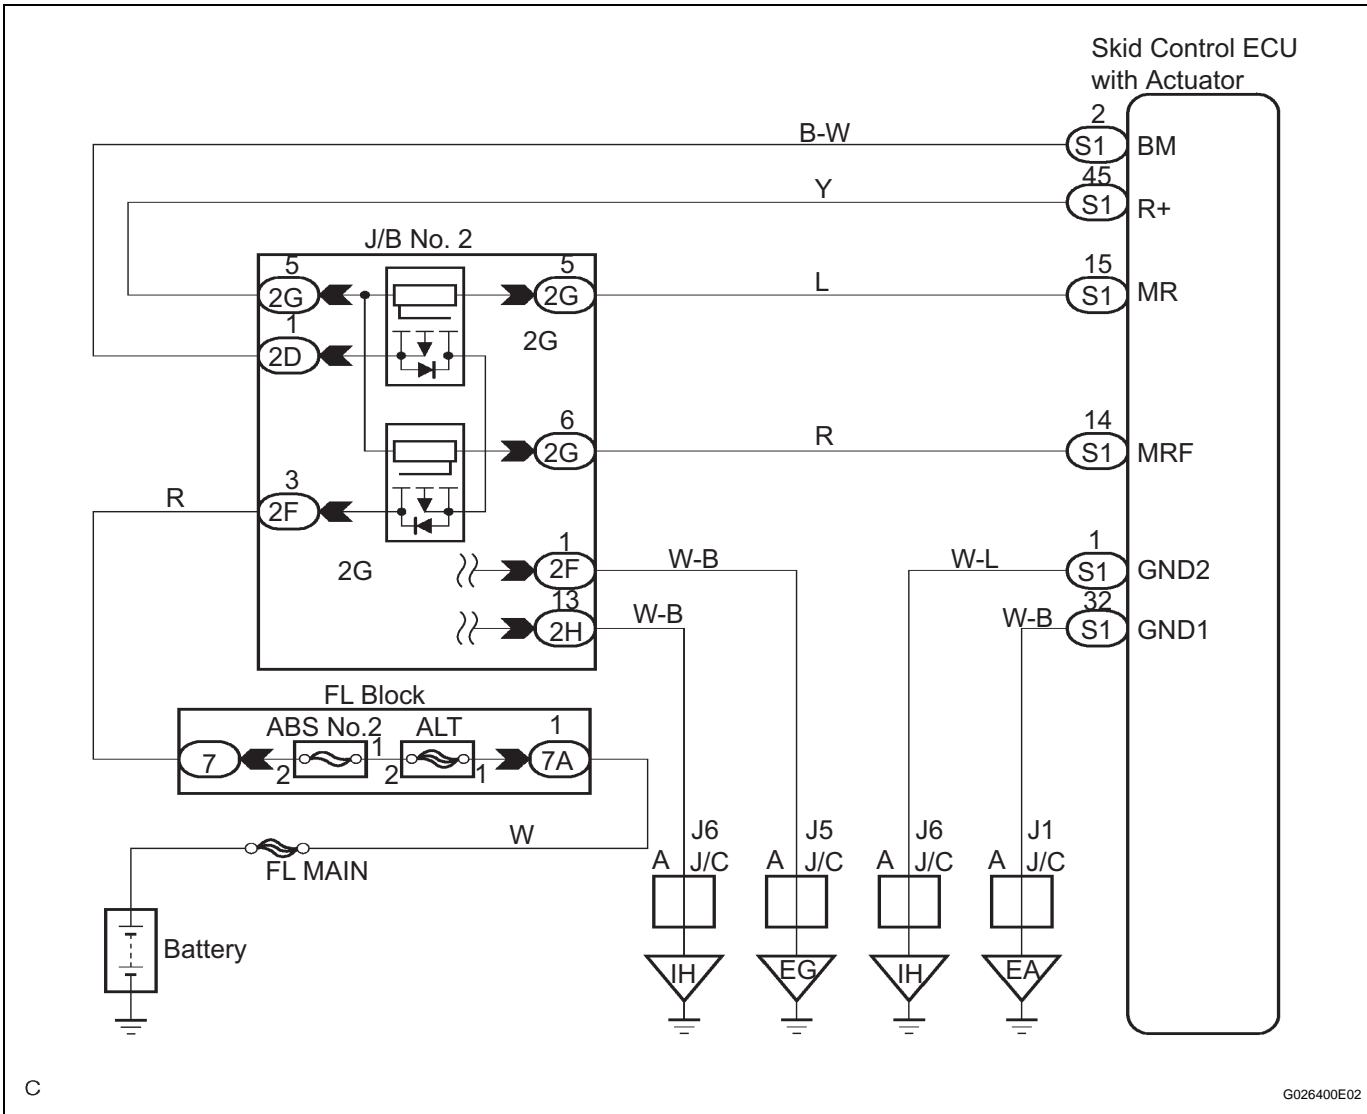 Skid Control ECU
with Actuator
B-W
2
S1
BM
Y
45
S1
R+
J/B No. 2
5
2G
5
2G
L
15
S1
MR
1
2D
2G
6
2G
R
14
S1
MRF
R
3
2F
2G
1
2F
W-B
W-L
1
S1
GND2
13
2H
W-B
W-B
32
S1
GND1
FL Block
ABS No.2
ALT
1
7
2
1
2
1
7A
W
FL MAIN
J6
J5
J6
J1
A
J/C
A
J/C
A
J/C
A
J/C
Battery
IH
EG
IH
EA
C
G026400E02